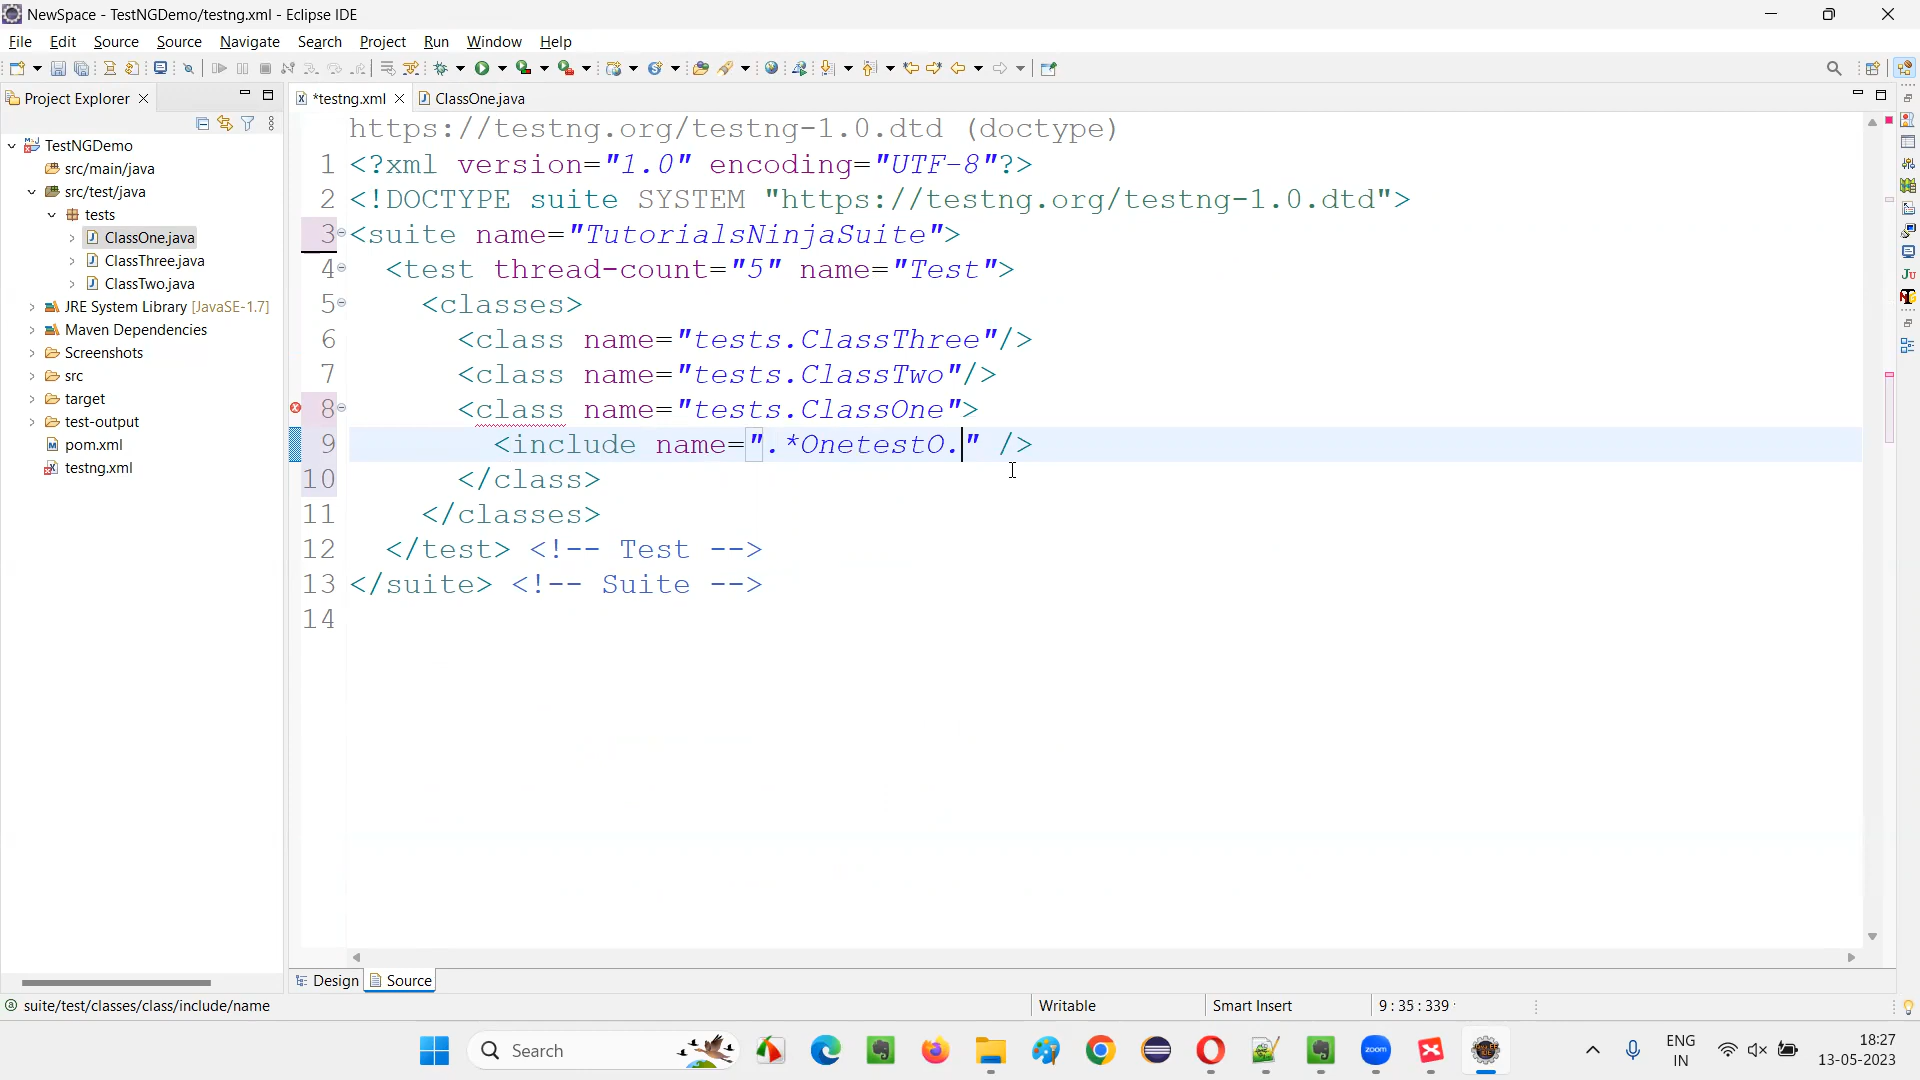 NewSpace - TestNGDemo/testng.xml - Eclipse IDE
File Edit Source Source Navigate Search Project Run Window Help
Project Explorer
*testng.xml ClassOne.java
TestNGDemo
src/main/java
src/test/java
tests
ClassOne.java
ClassThree.java
ClassTwo.java
JRE System Library [JavaSE-1.7]
Maven Dependencies
Screenshots
src
target
test-output
pom.xml
testng.xml
https://testng.org/testng-1.0.dtd (doctype)
1 <?xml version="1.0" encoding="UTF-8"?>
2 <!DOCTYPE suite SYSTEM "https://testng.org/testng-1.0.dtd">
3 <suite name="TutorialsNinjaSuite">
4 <test thread-count="5" name="Test">
5 <classes>
6 <class name="tests.ClassThree"/>
7 <class name="tests.ClassTwo"/>
8 <class name="tests.ClassOne">
9 <include name=".*OnetestO." />
10 </class>
11 </classes>
12 </test> <!-- Test -->
13 </suite> <!-- Suite -->
14
Design Source
suite/test/classes/class/include/name
Writable
Smart Insert
9 : 35 : 339
Search
zoom
ENG
IN
18:27
13-05-2023